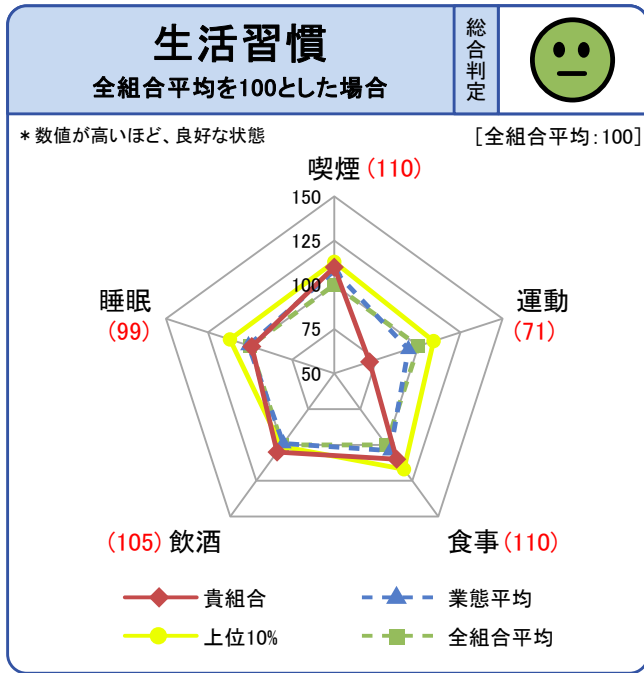 生活習慣
全組合平均を100とした場合
総合判定
*数値が高いほど、良好な状態
[全組合平均:100]
喫煙(110)
150
125
100
75
50
睡眠
(99)
運動
(71)
(105)飲酒
食事(110)
貴組合
業態平均
上位10%
全組合平均